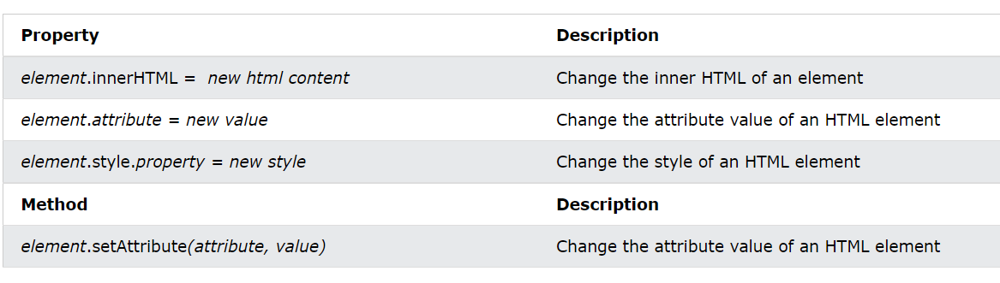 Property Description
element.innerHTML =  new html content Change the inner HTML of an element
element.attribute = new value Change the attribute value of an HTML element
element.style.property = new style Change the style of an HTML element
Method Description
element.setAttribute(attribute, value) Change the attribute value of an HTML element